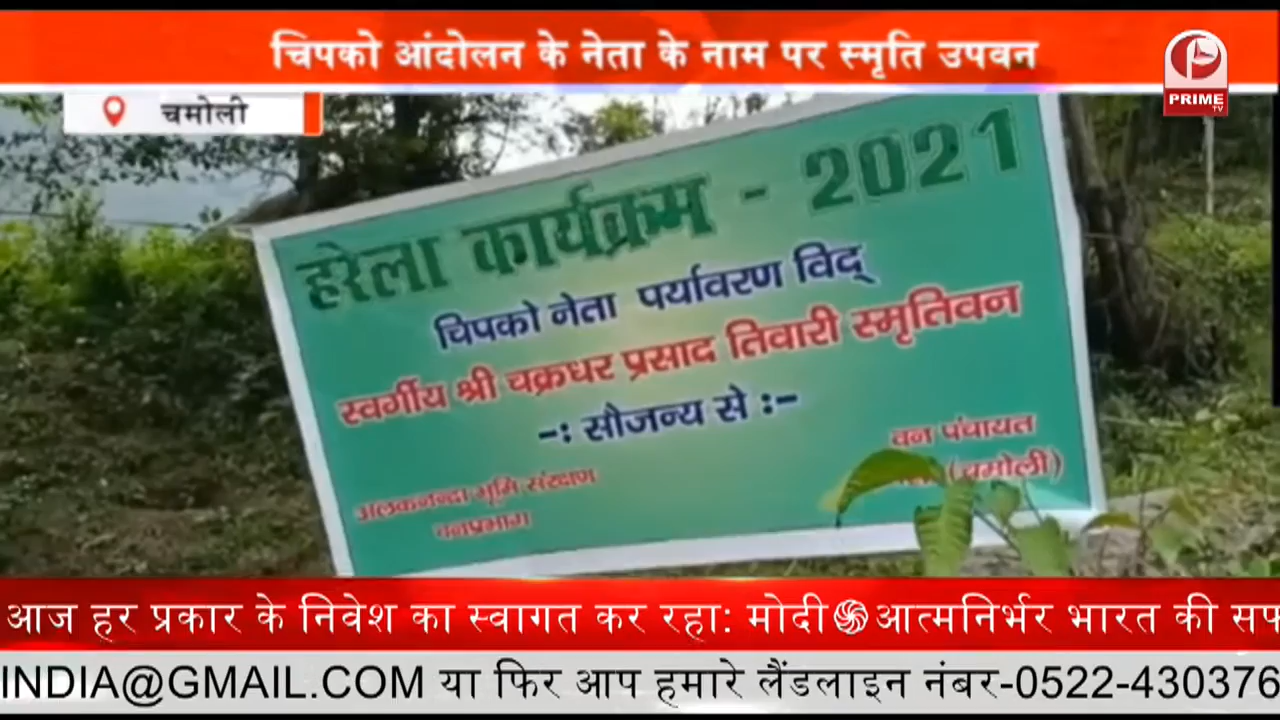 चिपको आंदोलन के नेता के नाम पर स्मृति उपवन
चमोली
PRIME
TV
हरेला कार्यक्रम - 2021
चिपको नेता पर्यावरण विद्
स्वर्गीय श्री चक्रधर प्रसाद तिवारी स्मृतिवन
-: सौजन्य से :-
अलकनन्दा भूमि संरक्षण
वनप्रभाग
वन पंचायत
(चमोली)
आज हर प्रकार के निवेश का स्वागत कर रहा: मोदी आत्मनिर्भर भारत की सफ
INDIA@GMAIL.COM या फिर आप हमारे लैंडलाइन नंबर-0522-430376